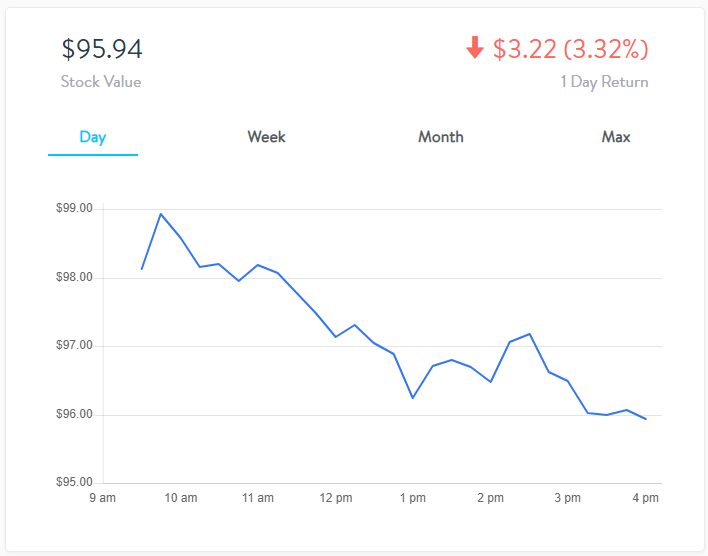 $95.94
$3.22 (3.32%)
Stock Value
1 Day Return
Day Week Month Max
$99.00
$98.00
$97.00
$96.00
$95.00
9 am 10 am 11 am 12 pm 1 pm 2 pm 3 pm 4 pm